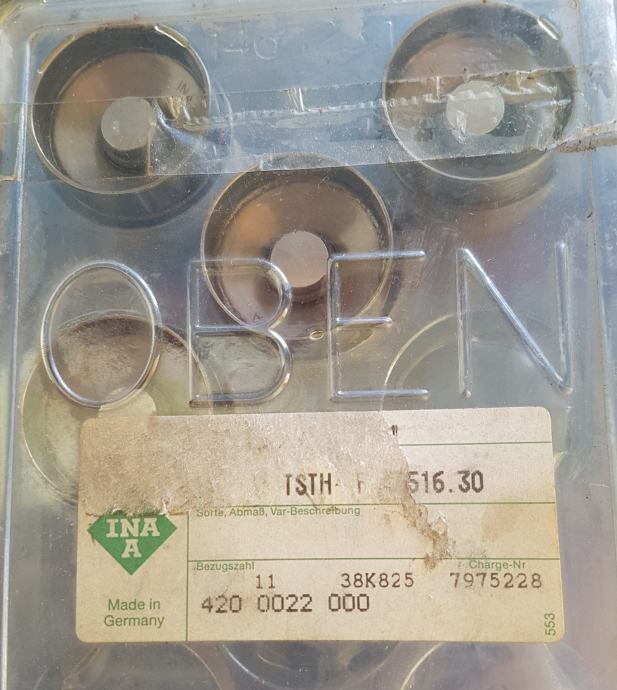 OBEN
TSTH- F 516.30
Sorte, Abmaß, Var-Beschreibung
INA
A
Bezugszahl Charge-Nr
11 38K825 7975228
Made in
Germany
420 0022 000
553